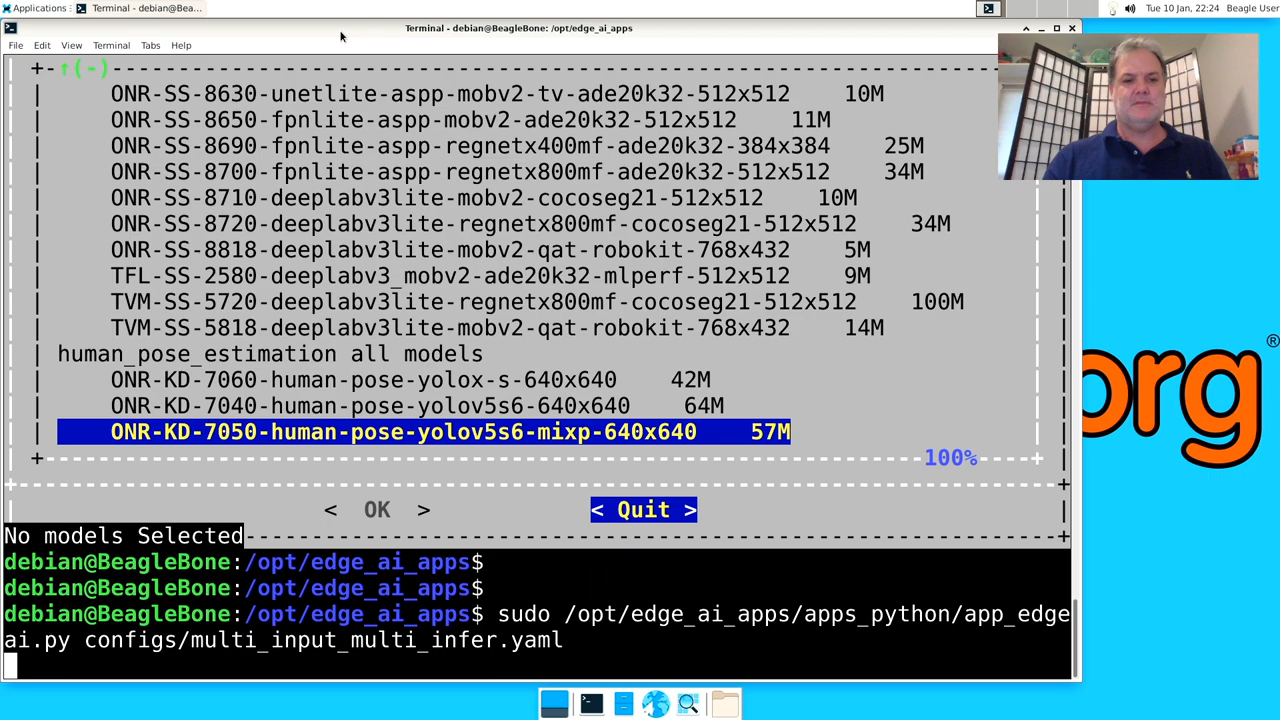 Applications
Terminal - debian@Bea...
Tue 10 Jan, 22:24
Beagle User
Terminal - debian@BeagleBone: /opt/edge_ai_apps
File Edit View Terminal Tabs Help
↑(-)
ONR-SS-8630-unetlite-aspp-mobv2-tv-ade20k32-512x512 10M
ONR-SS-8650-fpnlite-aspp-mobv2-ade20k32-512x512 11M
ONR-SS-8690-fpnlite-aspp-regnetx400mf-ade20k32-384x384 25M
ONR-SS-8700-fpnlite-aspp-regnetx800mf-ade20k32-512x512 34M
ONR-SS-8710-deeplabv3lite-mobv2-cocoseg21-512x512 10M
ONR-SS-8720-deeplabv3lite-regnetx800mf-cocoseg21-512x512 34M
ONR-SS-8818-deeplabv3lite-mobv2-qat-robokit-768x432 5M
TFL-SS-2580-deeplabv3_mobv2-ade20k32-mlperf-512x512 9M
TVM-SS-5720-deeplabv3lite-regnetx800mf-cocoseg21-512x512 100M
TVM-SS-5818-deeplabv3lite-mobv2-qat-robokit-768x432 14M
human_pose_estimation all models
ONR-KD-7060-human-pose-yolox-s-640x640 42M
ONR-KD-7040-human-pose-yolov5s6-640x640 64M
ONR-KD-7050-human-pose-yolov5s6-mixp-640x640 57M
100%
< OK > < Quit >
No models Selected
debian@BeagleBone:/opt/edge_ai_apps$
debian@BeagleBone:/opt/edge_ai_apps$
debian@BeagleBone:/opt/edge_ai_apps$ sudo /opt/edge_ai_apps/apps_python/app_edge
ai.py configs/multi_input_multi_infer.yaml
org®